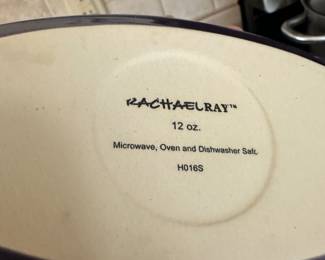 RACHAELRAY™
12 oz.
Microwave, Oven and Dishwasher Safe.
H016S